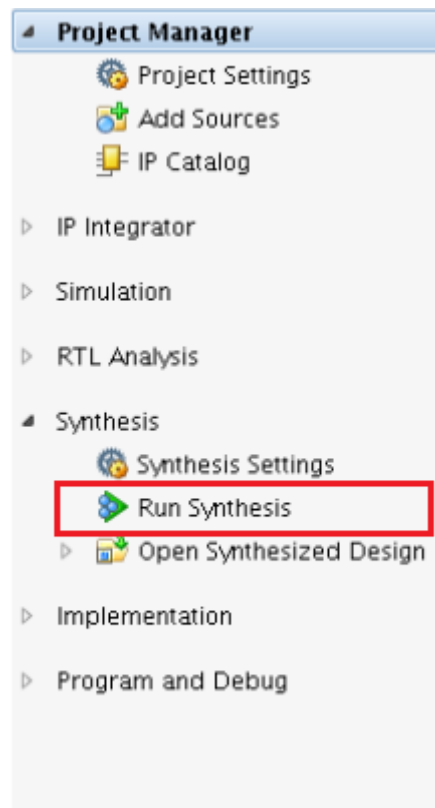 Project Manager
Project Settings
Add Sources
IP Catalog
IP Integrator
Simulation
RTL Analysis
Synthesis
Synthesis Settings
Run Synthesis
Open Synthesized Design
Implementation
Program and Debug